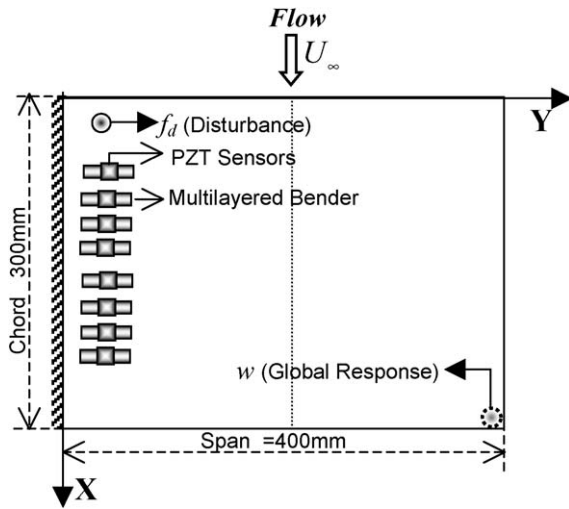 Flow
U∞
Y
f_d (Disturbance)
PZT Sensors
Multilayered Bender
Chord 300mm
w (Global Response)
Span =400mm
X